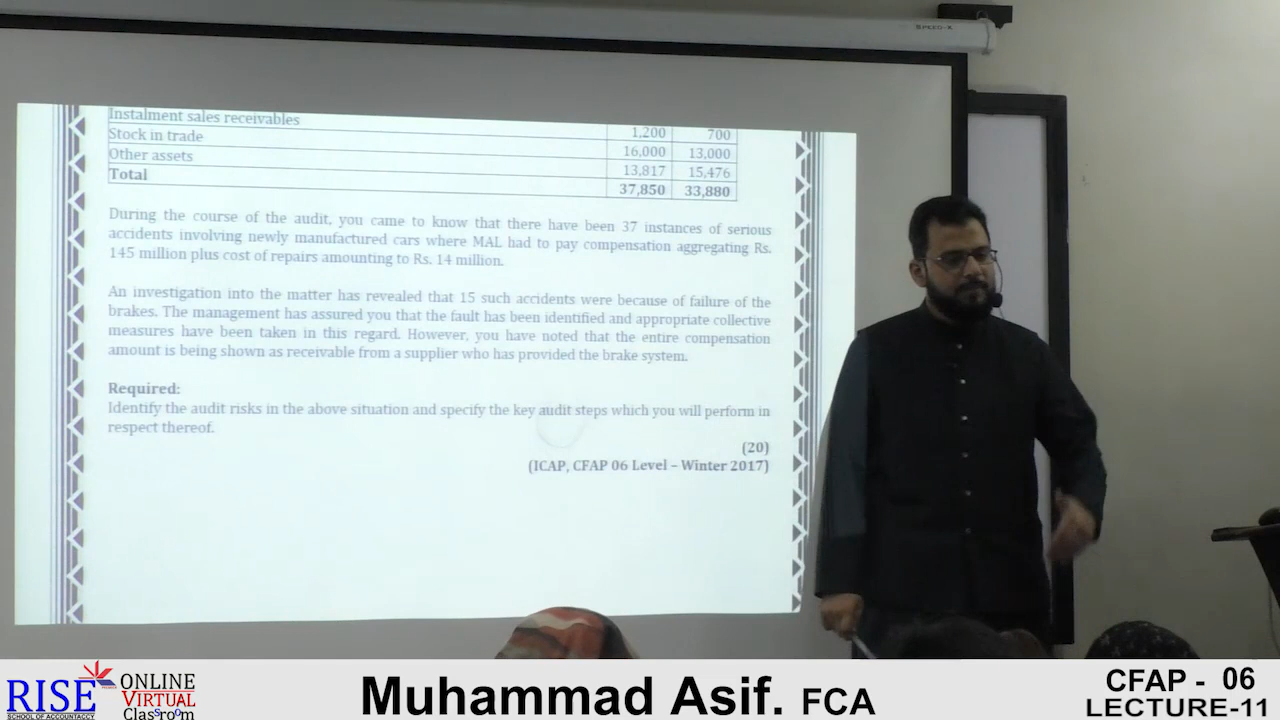 SPEED-X
Instalment sales receivables 1,200 700
Stock in trade 16,000 13,000
Other assets 13,817 15,476
Total 37,850 33,880
During the course of the audit, you came to know that there have been 37 instances of serious
accidents involving newly manufactured cars where MAL had to pay compensation aggregating Rs.
145 million plus cost of repairs amounting to Rs. 14 million.
An investigation into the matter has revealed that 15 such accidents were because of failure of the
brakes. The management has assured you that the fault has been identified and appropriate collective
measures have been taken in this regard. However, you have noted that the entire compensation
amount is being shown as receivable from a supplier who has provided the brake system.
Required:
Identify the audit risks in the above situation and specify the key audit steps which you will perform in
respect thereof.
(20)
(ICAP, CFAP 06 Level – Winter 2017)
RISE
SCHOOL OF ACCOUNTANCY
ONLINE
VIRTUAL
Classroom
Muhammad Asif. FCA
CFAP - 06
LECTURE-11